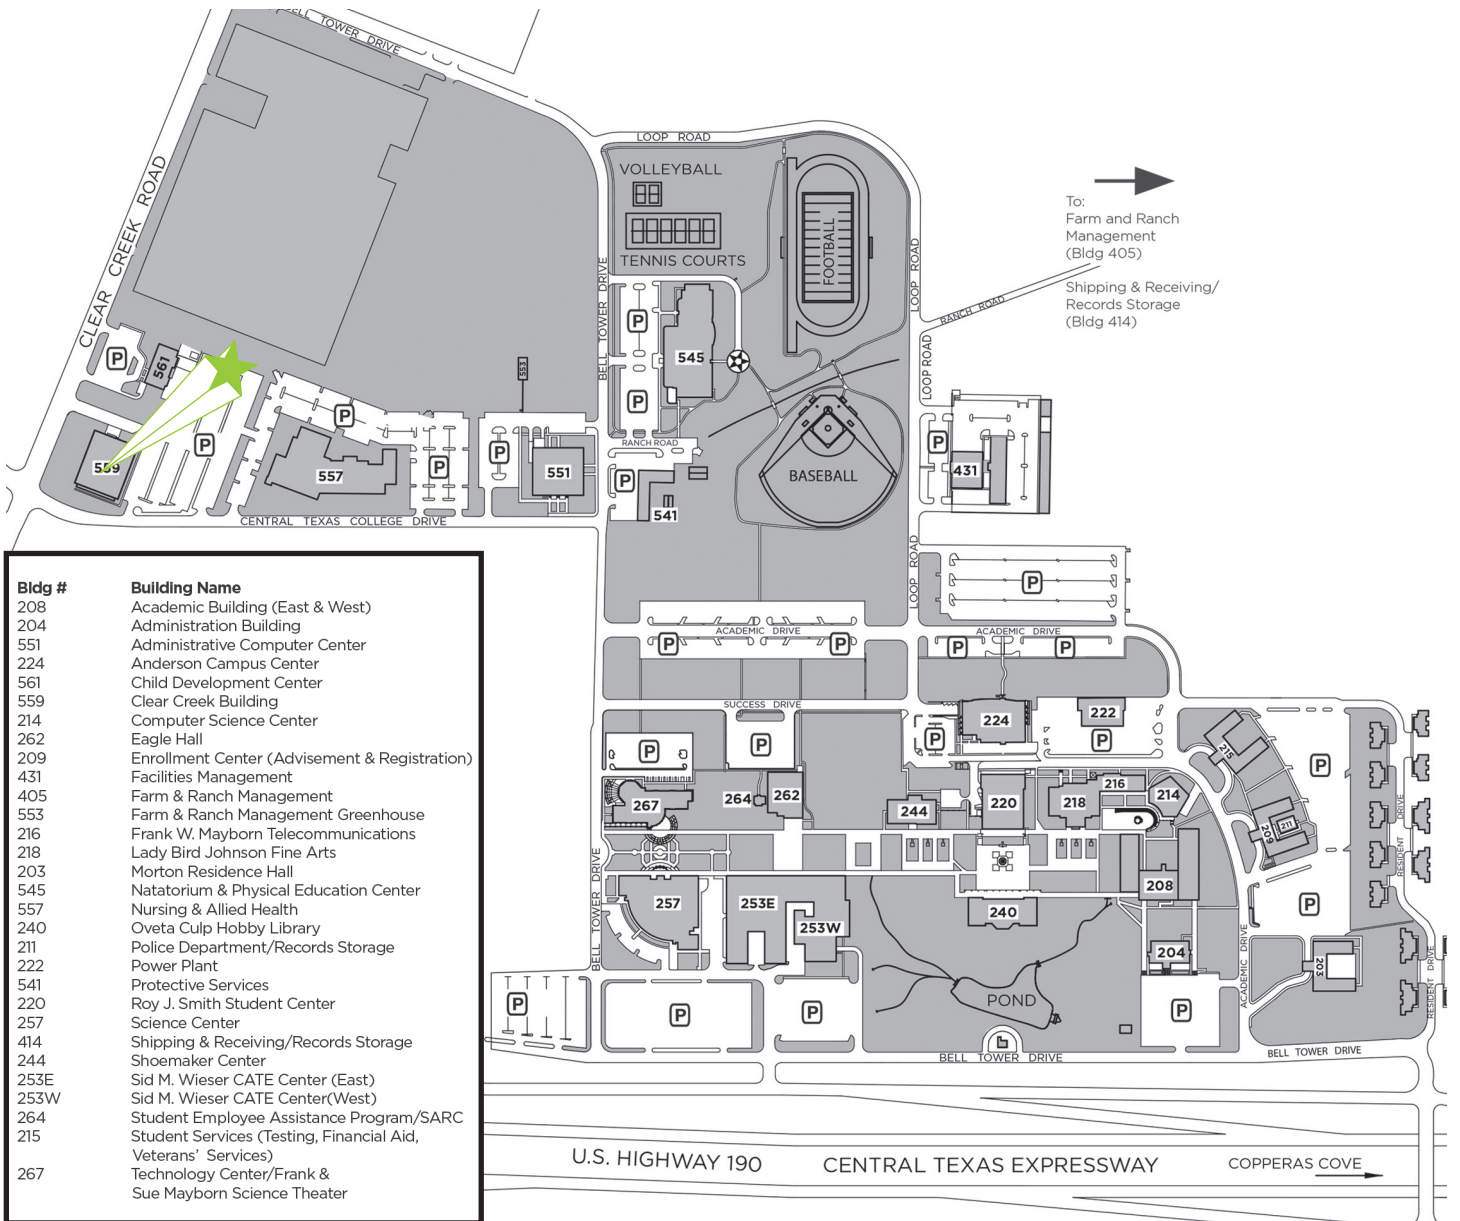 BELL TOWER DRIVE
LOOP ROAD
VOLLEYBALL
TENNIS COURTS
FOOTBALL
CLEAR CREEK ROAD
BELL TOWER DRIVE
LOOP ROAD
To:
Farm and Ranch
Management
(Bldg 405)
Shipping & Receiving/
Records Storage
(Bldg 414)
RANCH ROAD
LOOP ROAD
P
561
P
P
557
P
P
553
551
P
P
545
RANCH ROAD
P
541
BASEBALL
P
431
CENTRAL TEXAS COLLEGE DRIVE
LOOP ROAD
P
ACADEMIC DRIVE
P
P
ACADEMIC DRIVE
P
P
SUCCESS DRIVE
P
P
P
224
222
P
215
P
267
264
262
244
220
218
216
214
209
211
RESIDENT DRIVE
BELL TOWER DRIVE
257
253E
253W
240
208
204
P
ACADEMIC DRIVE
203
RESIDENT DRIVE
P
P
P
POND
P
BELL TOWER DRIVE
BELL TOWER DRIVE
U.S. HIGHWAY 190
CENTRAL TEXAS EXPRESSWAY
COPPERAS COVE
Bldg # Building Name
208 Academic Building (East & West)
204 Administration Building
551 Administrative Computer Center
224 Anderson Campus Center
561 Child Development Center
559 Clear Creek Building
214 Computer Science Center
262 Eagle Hall
209 Enrollment Center (Advisement & Registration)
431 Facilities Management
405 Farm & Ranch Management
553 Farm & Ranch Management Greenhouse
216 Frank W. Mayborn Telecommunications
218 Lady Bird Johnson Fine Arts
203 Morton Residence Hall
545 Natatorium & Physical Education Center
557 Nursing & Allied Health
240 Oveta Culp Hobby Library
211 Police Department/Records Storage
222 Power Plant
541 Protective Services
220 Roy J. Smith Student Center
257 Science Center
414 Shipping & Receiving/Records Storage
244 Shoemaker Center
253E Sid M. Wieser CATE Center (East)
253W Sid M. Wieser CATE Center(West)
264 Student Employee Assistance Program/SARC
215 Student Services (Testing, Financial Aid,
Veterans' Services)
267 Technology Center/Frank &
Sue Mayborn Science Theater